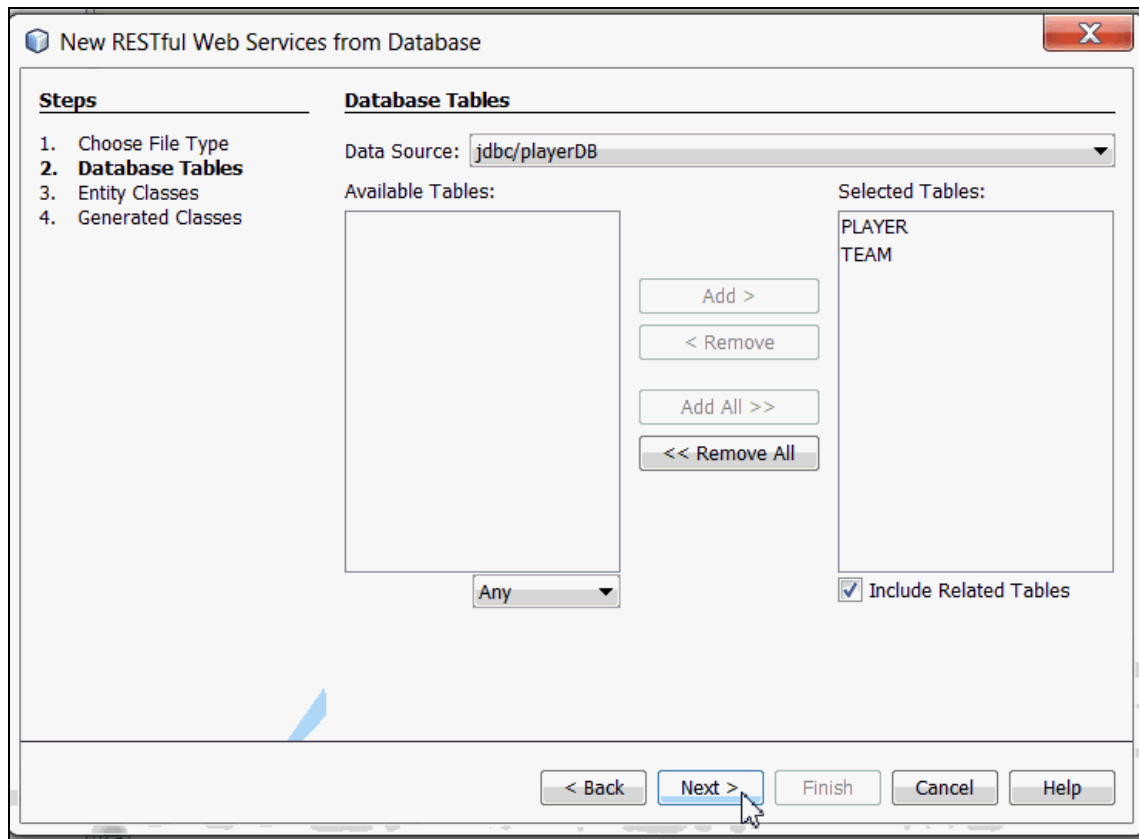 New RESTful Web Services from Database
X
Steps
1. Choose File Type
2. Database Tables
3. Entity Classes
4. Generated Classes
Database Tables
Data Source: jdbc/playerDB
Available Tables:
Any
Add >
< Remove
Add All >>
<< Remove All
Selected Tables:
PLAYER
TEAM
Include Related Tables
< Back Next > Finish Cancel Help